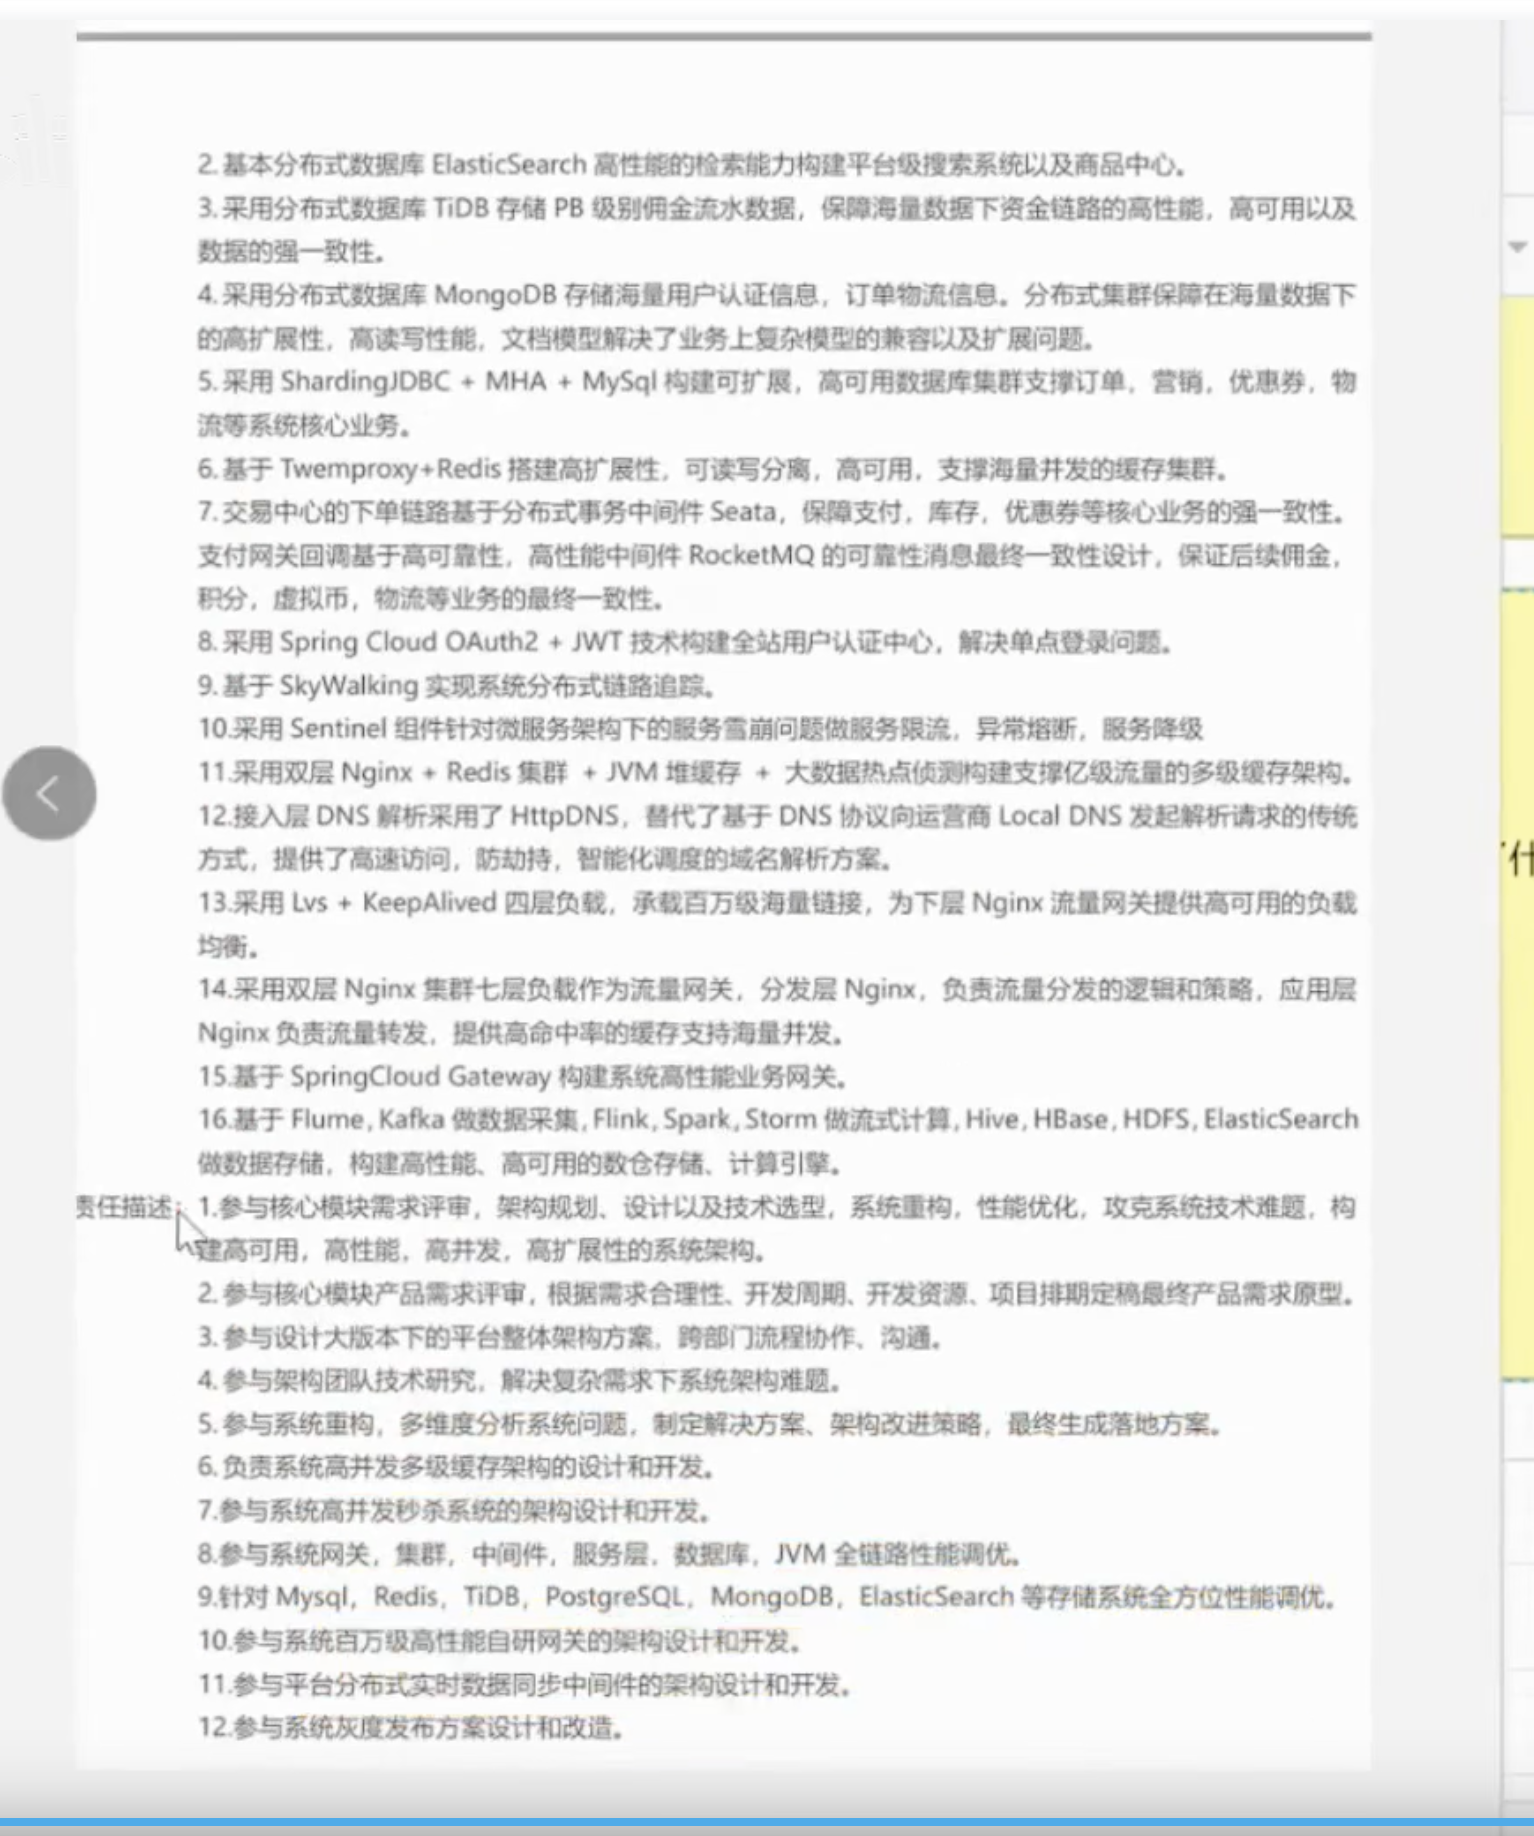 2. 基本分布式数据库 ElasticSearch 高性能的检索能力构建平台级搜索系统以及商品中心。
3. 采用分布式数据库 TiDB 存储 PB 级别佣金流水数据，保障海量数据下资金链路的高性能，高可用以及
数据的强一致性。
4. 采用分布式数据库 MongoDB 存储海量用户认证信息，订单物流信息。分布式集群保障在海量数据下
的高扩展性，高读写性能，文档模型解决了业务上复杂模型的兼容以及扩展问题。
5. 采用 ShardingJDBC + MHA + MySql 构建可扩展，高可用数据库集群支撑订单，营销，优惠券，物
流等系统核心业务。
6. 基于 Twemproxy+Redis 搭建高扩展性，可读写分离，高可用，支撑海量并发的缓存集群。
7. 交易中心的下单链路基于分布式事务中间件 Seata，保障支付，库存，优惠券等核心业务的强一致性。
支付网关回调基于高可靠性，高性能中间件 RocketMQ 的可靠性消息最终一致性设计，保证后续佣金，
积分，虚拟币，物流等业务的最终一致性。
8. 采用 Spring Cloud OAuth2 + JWT 技术构建全站用户认证中心，解决单点登录问题。
9. 基于 SkyWalking 实现系统分布式链路追踪。
10.采用 Sentinel 组件针对微服务架构下的服务雪崩问题做服务限流，异常熔断，服务降级
11.采用双层 Nginx + Redis 集群 + JVM 堆缓存 + 大数据热点侦测构建支撑亿级流量的多级缓存架构。
12.接入层 DNS 解析采用了 HttpDNS，替代了基于 DNS 协议向运营商 Local DNS 发起解析请求的传统
方式，提供了高速访问，防劫持，智能化调度的域名解析方案。
13.采用 Lvs + KeepAlived 四层负载，承载百万级海量链接，为下层 Nginx 流量网关提供高可用的负载
均衡。
14.采用双层 Nginx 集群七层负载作为流量网关，分发层 Nginx，负责流量分发的逻辑和策略，应用层
Nginx 负责流量转发，提供高命中率的缓存支持海量并发。
15.基于 SpringCloud Gateway 构建系统高性能业务网关。
16.基于 Flume, Kafka 做数据采集, Flink, Spark, Storm 做流式计算, Hive, HBase, HDFS, ElasticSearch
做数据存储，构建高性能、高可用的数仓存储、计算引擎。
责任描述：1.参与核心模块需求评审，架构规划、设计以及技术选型，系统重构，性能优化，攻克系统技术难题，构
建高可用，高性能，高并发，高扩展性的系统架构。
2. 参与核心模块产品需求评审，根据需求合理性、开发周期、开发资源、项目排期定稿最终产品需求原型。
3. 参与设计大版本下的平台整体架构方案，跨部门流程协作、沟通。
4. 参与架构团队技术研究，解决复杂需求下系统架构难题。
5. 参与系统重构，多维度分析系统问题，制定解决方案、架构改进策略，最终生成落地方案。
6. 负责系统高并发多级缓存架构的设计和开发。
7.参与系统高并发秒杀系统的架构设计和开发。
8.参与系统网关，集群，中间件，服务层，数据库，JVM 全链路性能调优。
9.针对 Mysql，Redis，TiDB，PostgreSQL，MongoDB，ElasticSearch 等存储系统全方位性能调优。
10.参与系统百万级高性能自研网关的架构设计和开发。
11.参与平台分布式实时数据同步中间件的架构设计和开发。
12.参与系统灰度发布方案设计和改造。